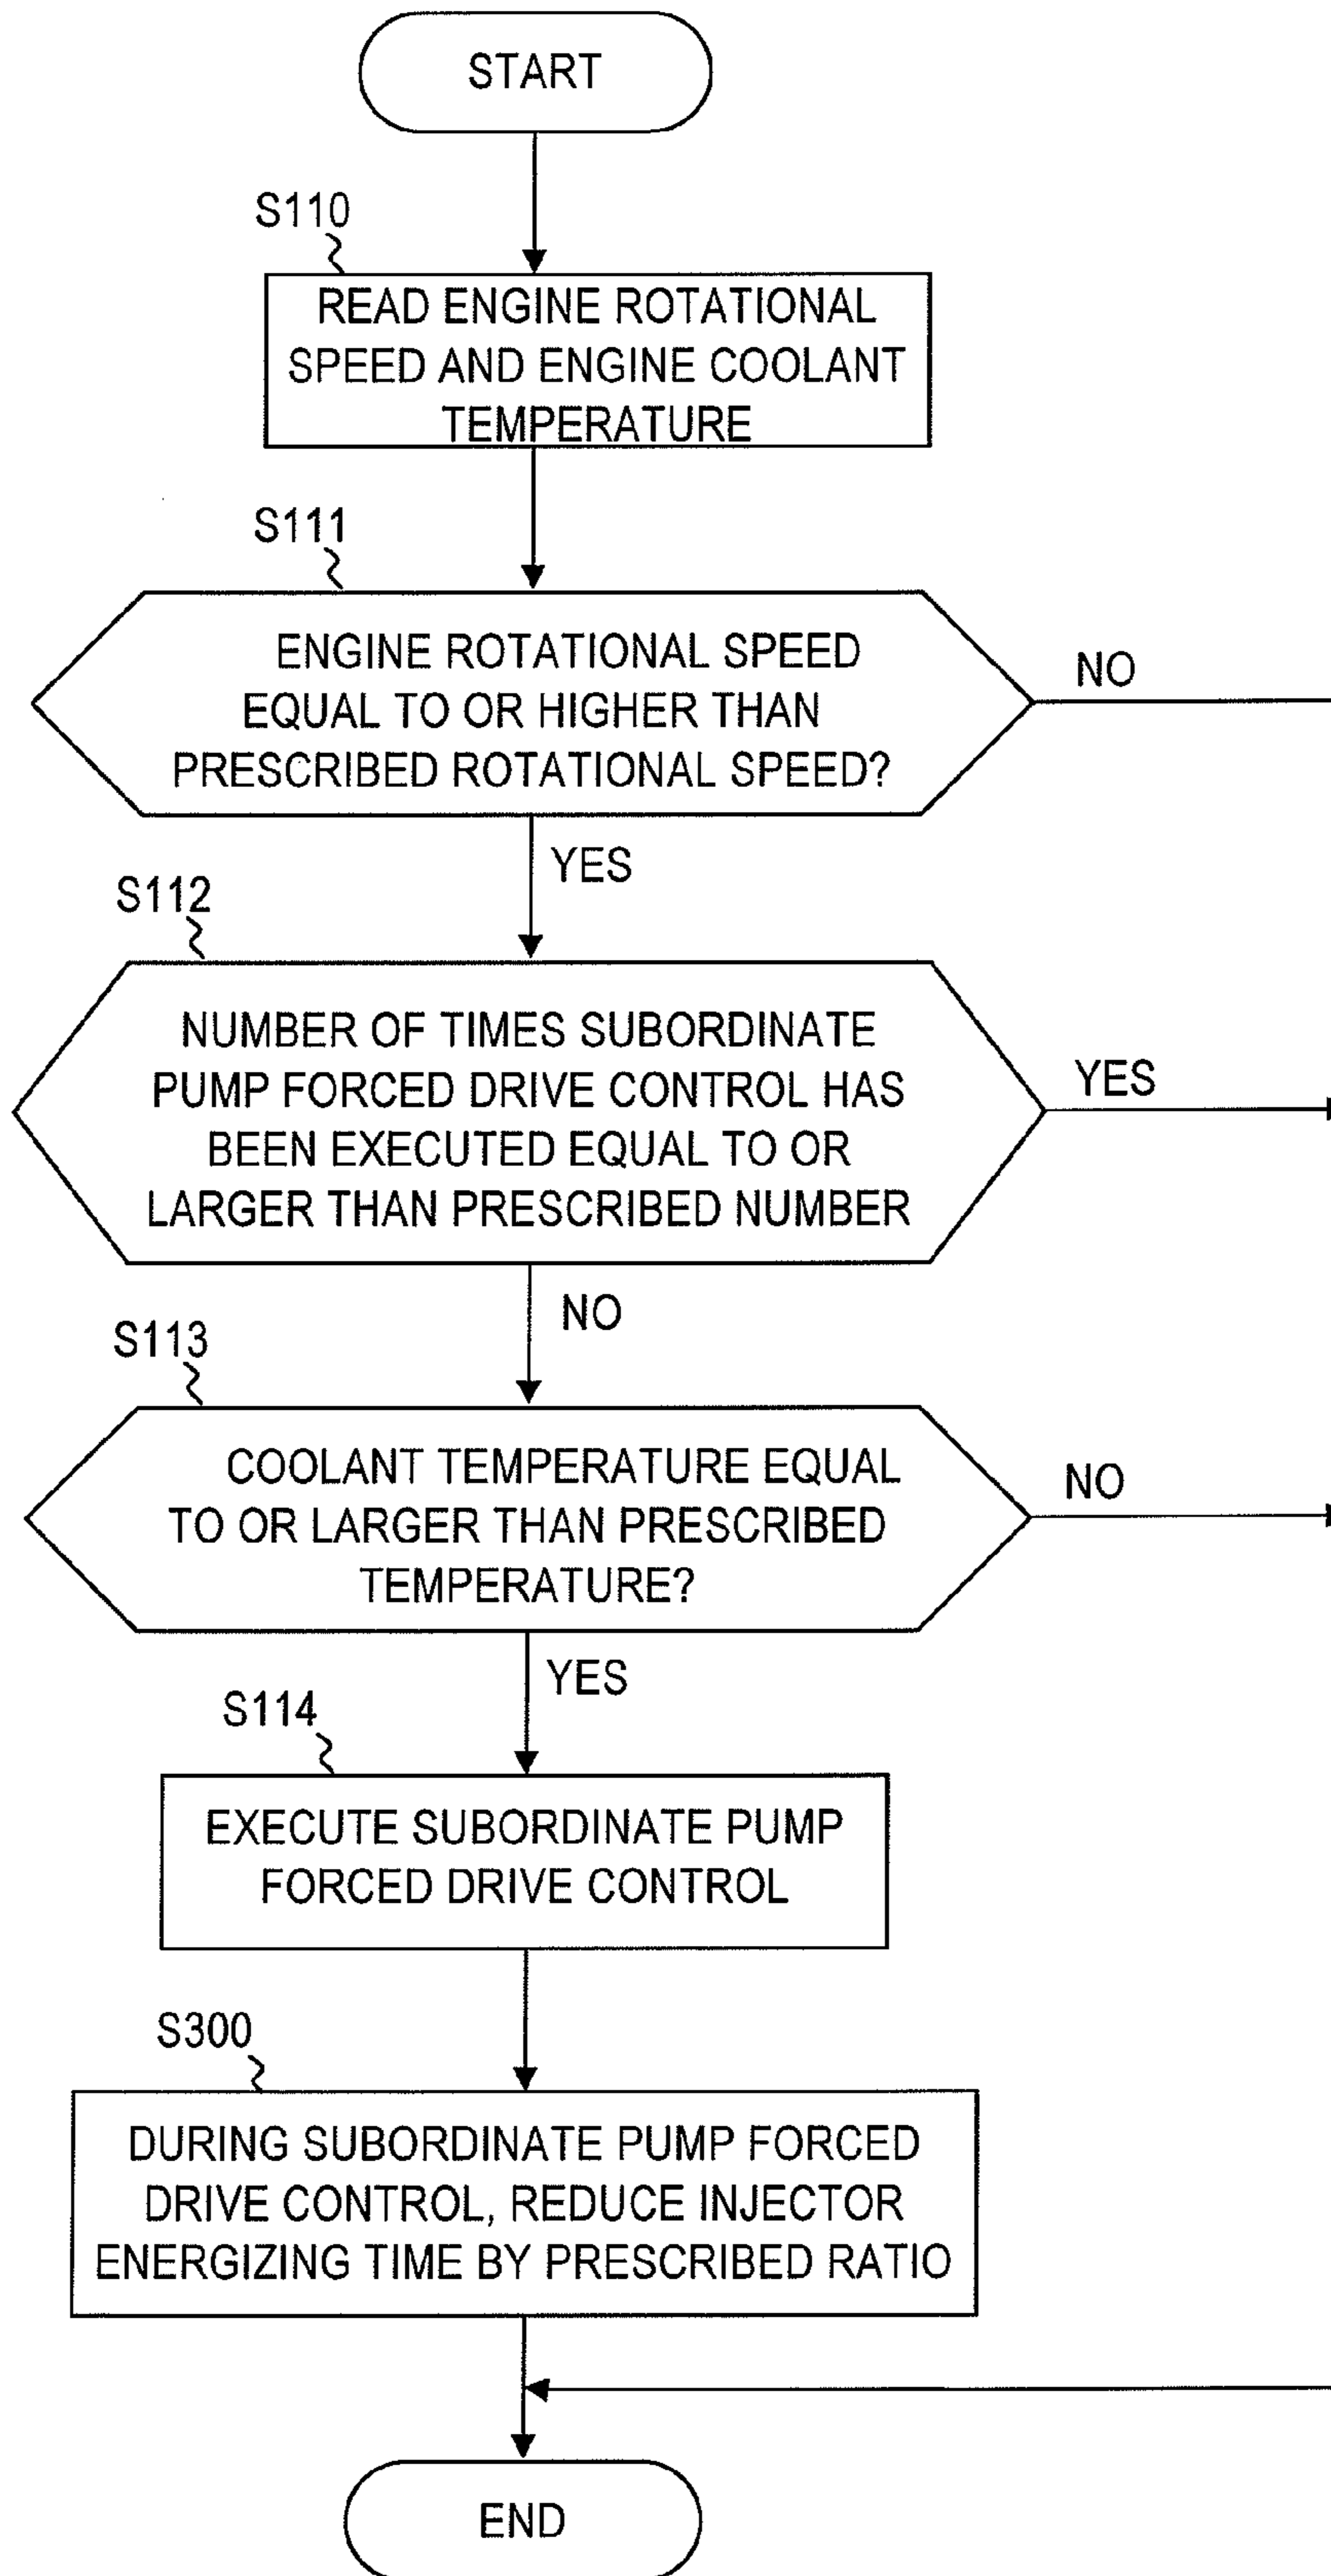 START
S110
READ ENGINE ROTATIONAL
SPEED AND ENGINE COOLANT
TEMPERATURE
S111
ENGINE ROTATIONAL SPEED
EQUAL TO OR HIGHER THAN
PRESCRIBED ROTATIONAL SPEED?
NO
YES
S112
NUMBER OF TIMES SUBORDINATE
PUMP FORCED DRIVE CONTROL HAS
BEEN EXECUTED EQUAL TO OR
LARGER THAN PRESCRIBED NUMBER
YES
NO
S113
COOLANT TEMPERATURE EQUAL
TO OR LARGER THAN PRESCRIBED
TEMPERATURE?
NO
YES
S114
EXECUTE SUBORDINATE PUMP
FORCED DRIVE CONTROL
S300
DURING SUBORDINATE PUMP FORCED
DRIVE CONTROL, REDUCE INJECTOR
ENERGIZING TIME BY PRESCRIBED RATIO
END